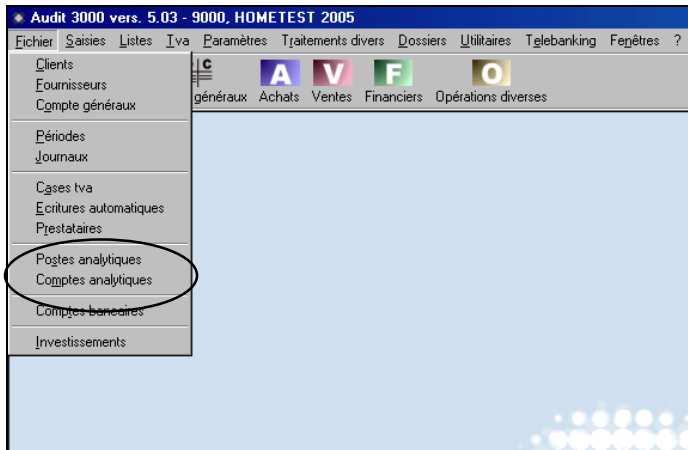 Audit 3000 vers. 5.03 - 9000, HOMETEST 2005
Fichier Saisies Listes Tva Paramètres Traitements divers Dossiers Utilitaires Telebanking Fenêtres ?
C A V F O
généraux Achats Ventes Financiers Opérations diverses
Clients
Fournisseurs
Compte généraux
Périodes
Journaux
Cases tva
Ecritures automatiques
Prestataires
Postes analytiques
Comptes analytiques
Comptes bancaires
Investissements